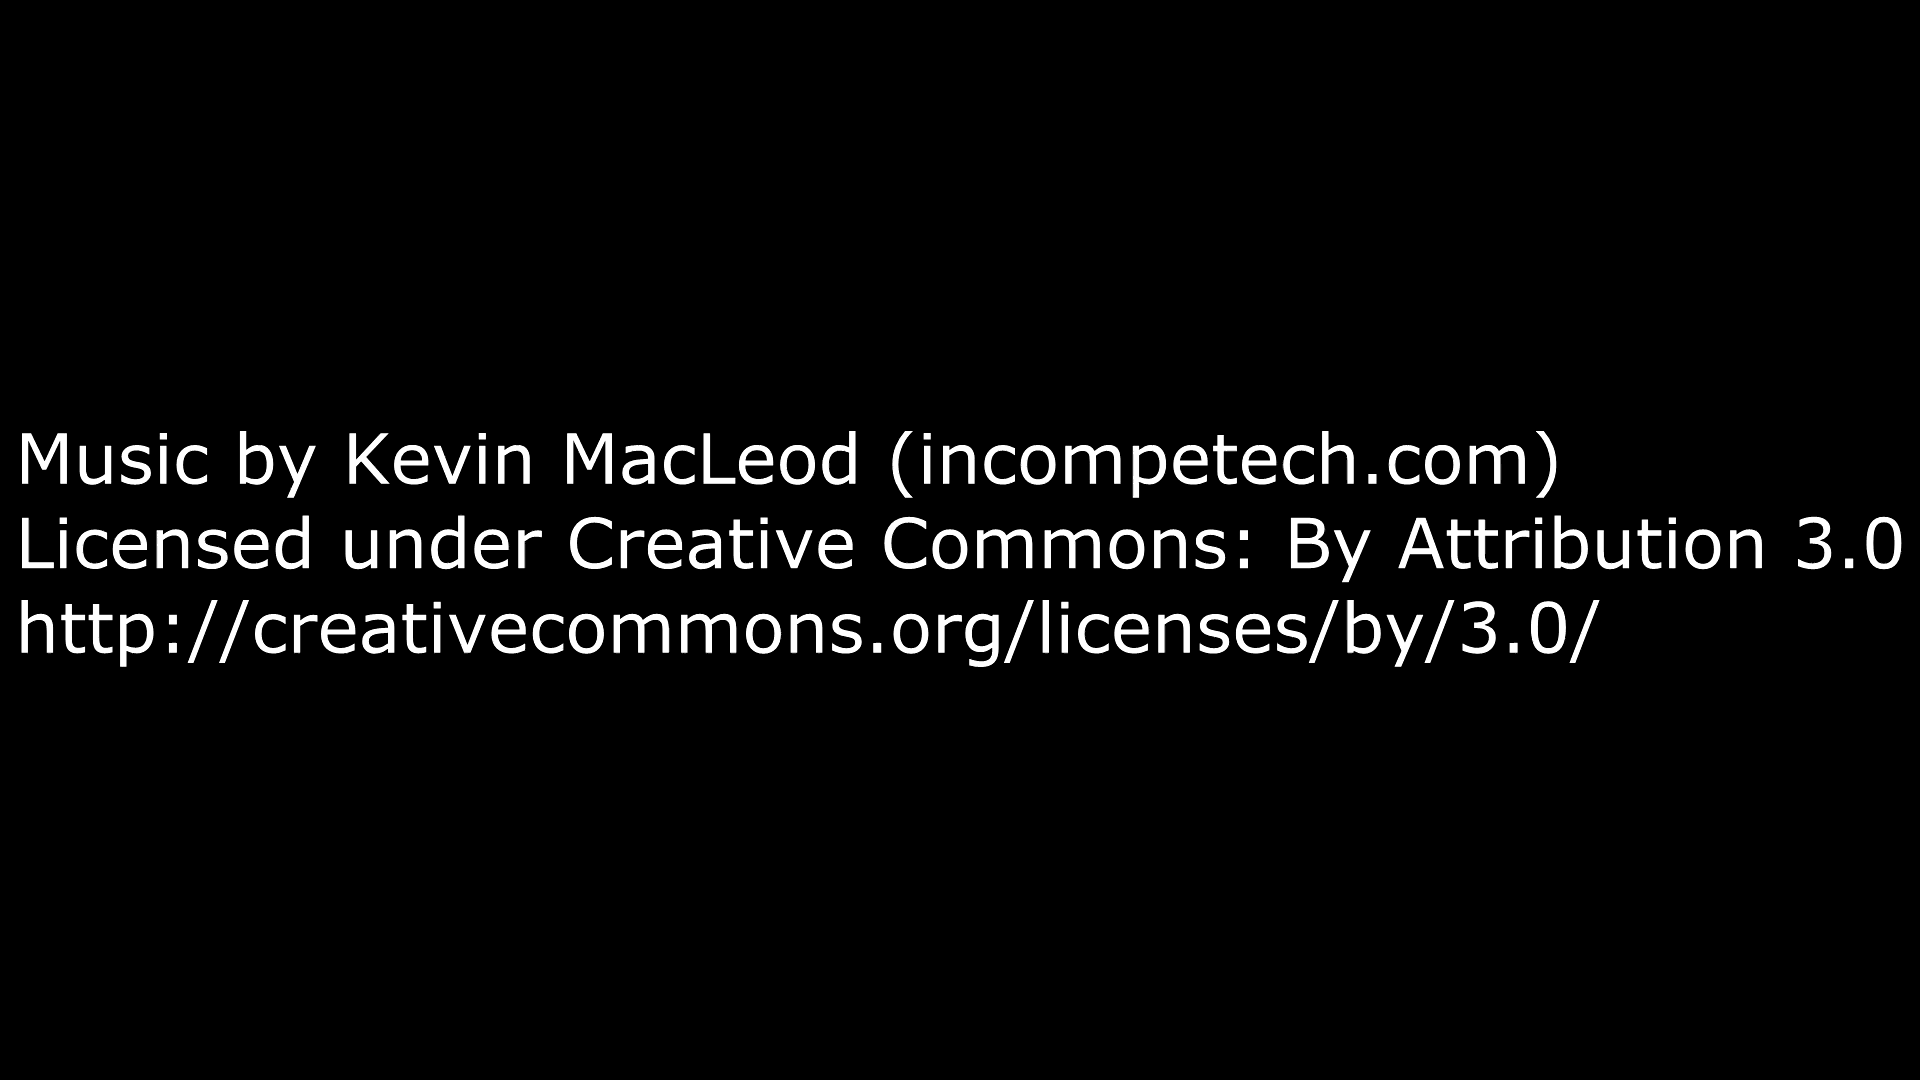 Music by Kevin MacLeod (incompetech.com)
Licensed under Creative Commons: By Attribution 3.0
http://creativecommons.org/licenses/by/3.0/